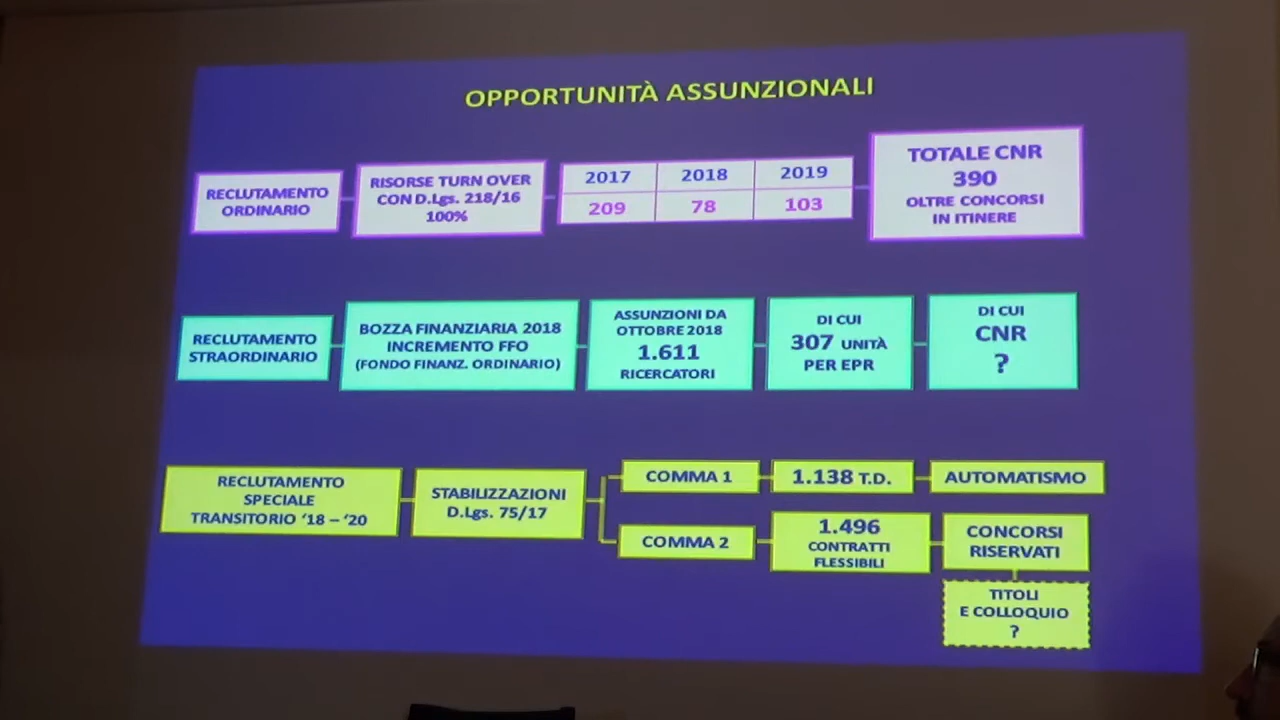 OPPORTUNITÀ ASSUNZIONALI
RECLUTAMENTO
ORDINARIO
RISORSE TURN OVER
CON D.Lgs. 218/16
100%
2017
2018
2019
209
78
103
TOTALE CNR
390
OLTRE CONCORSI
IN ITINERE
RECLUTAMENTO
STRAORDINARIO
BOZZA FINANZIARIA 2018
INCREMENTO FFO
(FONDO FINANZ. ORDINARIO)
ASSUNZIONI DA
OTTOBRE 2018
1.611
RICERCATORI
DI CUI
307 UNITÀ
PER EPR
DI CUI
CNR
?
RECLUTAMENTO
SPECIALE
TRANSITORIO '18 – '20
STABILIZZAZIONI
D.Lgs. 75/17
COMMA 1
1.138 T.D.
AUTOMATISMO
COMMA 2
1.496
CONTRATTI
FLESSIBILI
CONCORSI
RISERVATI
TITOLI
E COLLOQUIO
?